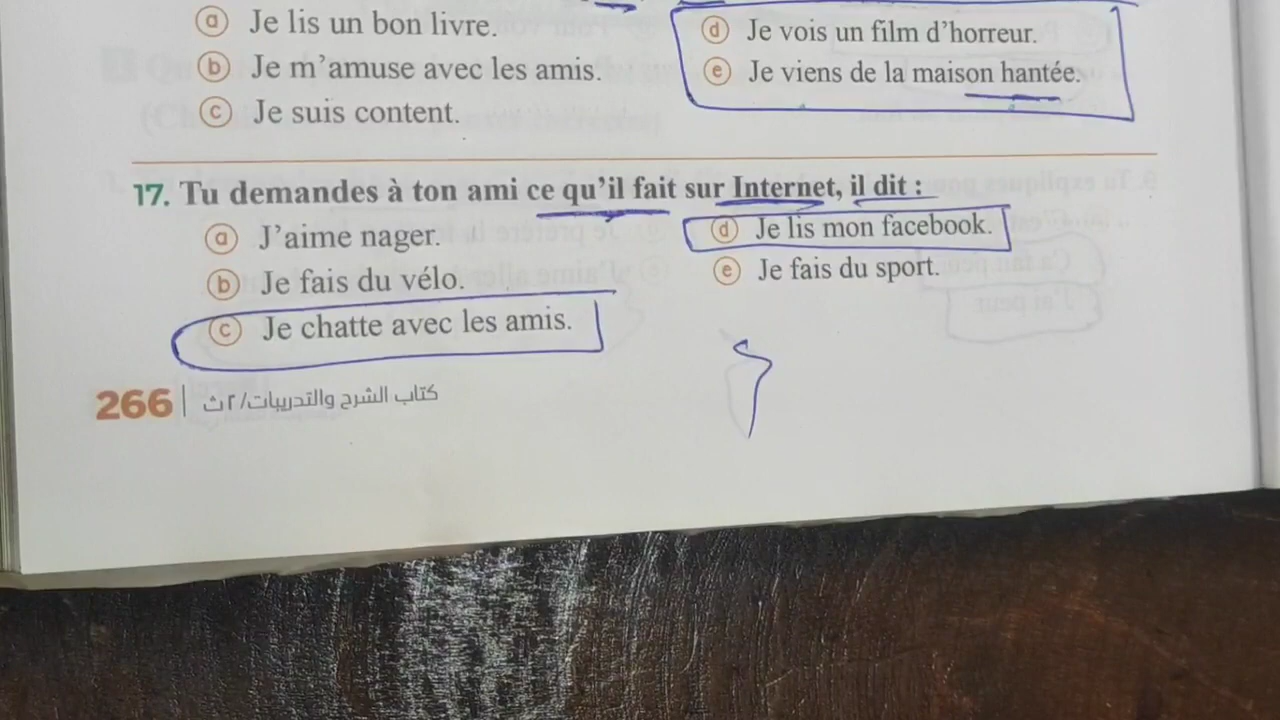 ⓐ Je lis un bon livre.
ⓑ Je m'amuse avec les amis.
ⓒ Je suis content.
ⓓ Je vois un film d'horreur.
ⓔ Je viens de la maison hantée.
17. Tu demandes à ton ami ce qu'il fait sur Internet, il dit :
ⓐ J'aime nager.
ⓑ Je fais du vélo.
ⓒ Je chatte avec les amis.
ⓓ Je lis mon facebook.
ⓔ Je fais du sport.
266 | كتاب الشرح والتدريبات/٢ث